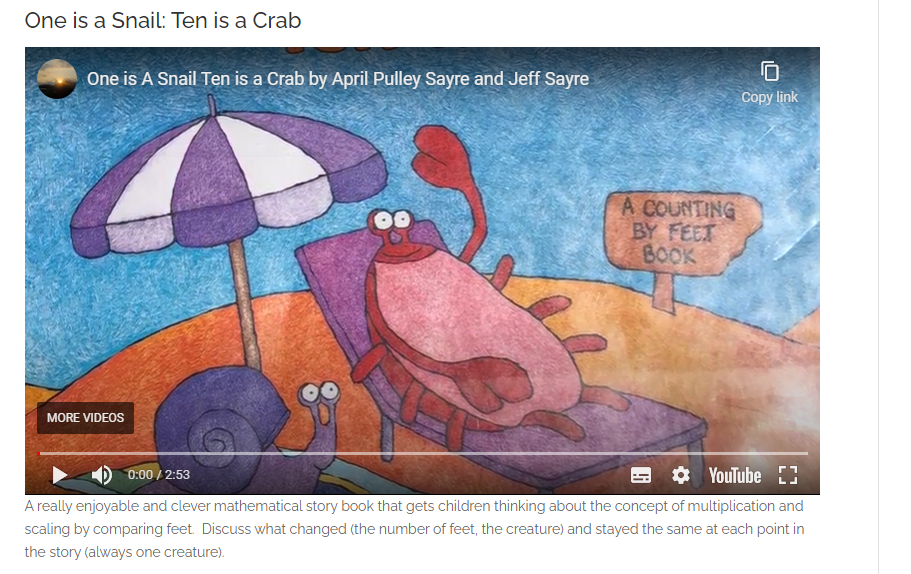 One is a Snail: Ten is a Crab
One is A Snail Ten is a Crab by April Pulley Sayre and Jeff Sayre
Copy link
A COUNTING
BY FEET
BOOK
MORE VIDEOS
0:00 / 2:53
YouTube
A really enjoyable and clever mathematical story book that gets children thinking about the concept of multiplication and
scaling by comparing feet.  Discuss what changed (the number of feet, the creature) and stayed the same at each point in
the story (always one creature).